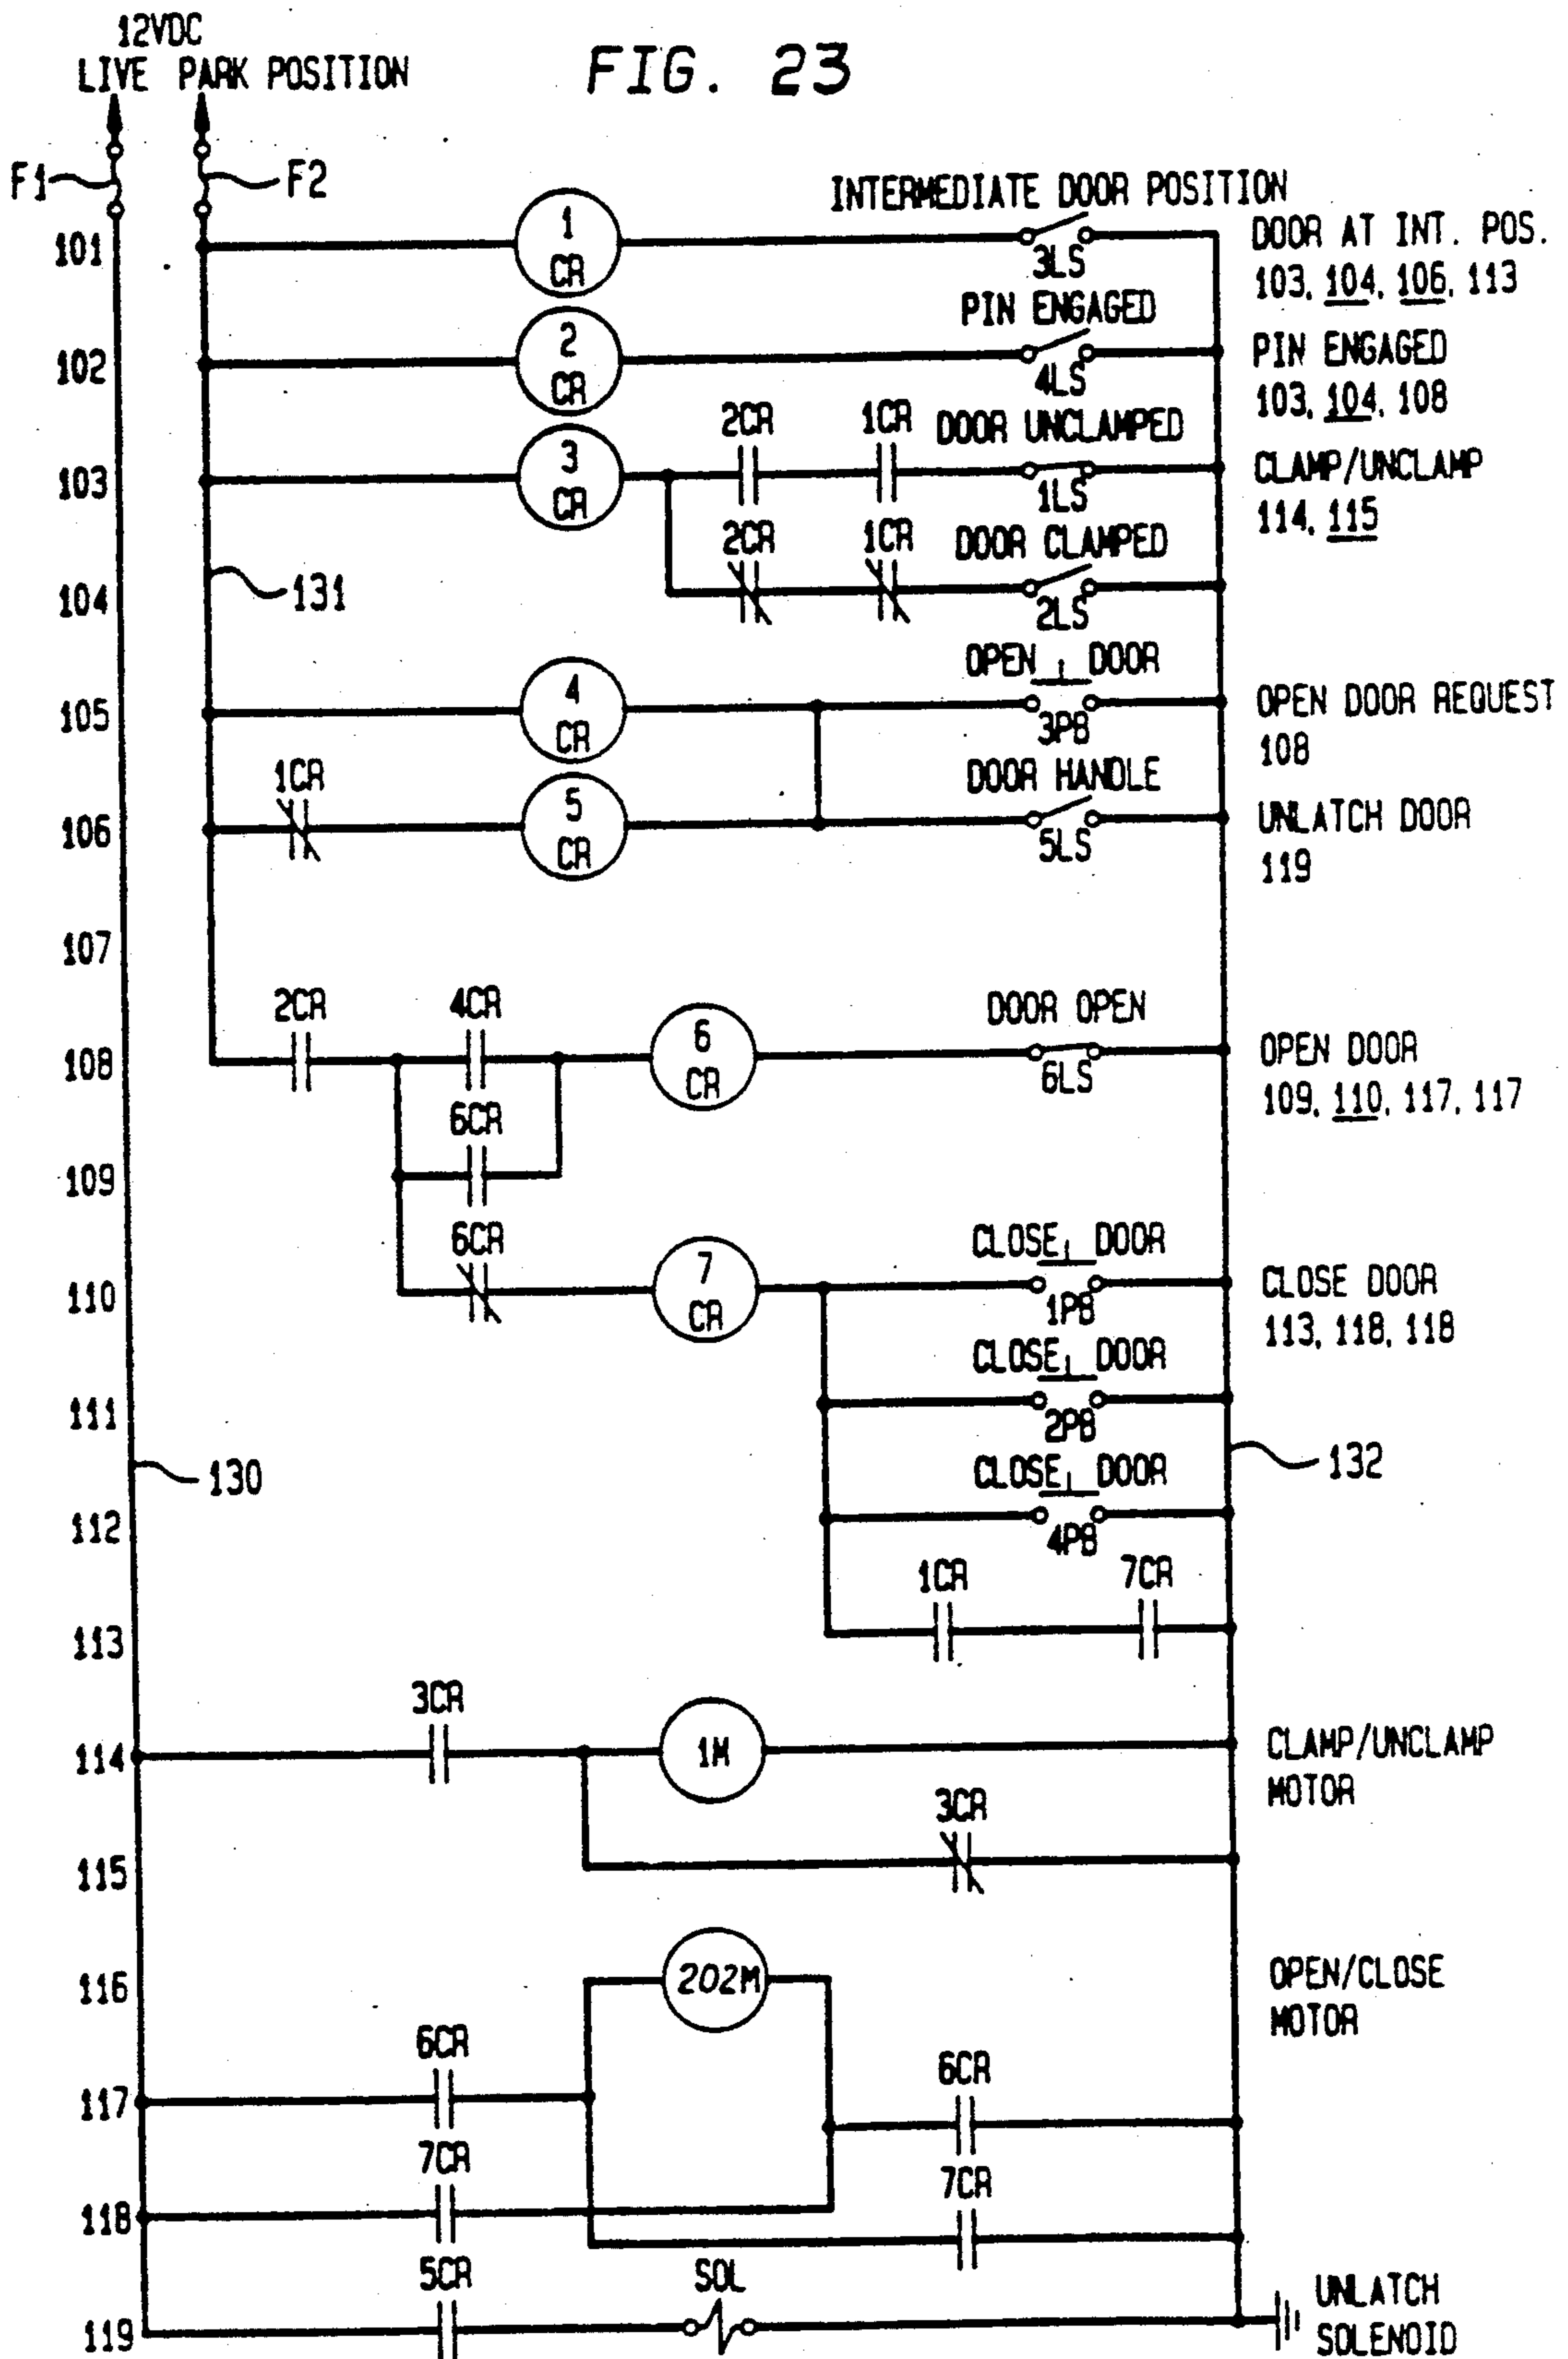 12VDC
LIVE PARK POSITION
FIG. 23
F1
F2
INTERMEDIATE DOOR POSITION
101
1
CR
3LS
DOOR AT INT. POS.
103, 104, 106, 113
PIN ENGAGED
102
2
CR
4LS
PIN ENGAGED
103, 104, 108
2CR
1CR
DOOR UNCLAMPED
103
3
CR
1LS
CLAMP/UNCLAMP
114, 115
2CR
1CR
DOOR CLAMPED
104
131
2LS
OPEN DOOR
105
4
CR
3PB
OPEN DOOR REQUEST
108
1CR
DOOR HANDLE
106
5
CR
5LS
UNLATCH DOOR
119
107
2CR
4CR
DOOR OPEN
108
6
CR
6LS
OPEN DOOR
109, 110, 117, 117
6CR
109
6CR
CLOSE DOOR
110
7
CR
1PB
CLOSE DOOR
113, 118, 118
CLOSE DOOR
111
2PB
130
132
CLOSE DOOR
112
4PB
1CR
7CR
113
3CR
114
1M
CLAMP/UNCLAMP
MOTOR
3CR
115
116
202M
OPEN/CLOSE
MOTOR
6CR
6CR
117
7CR
7CR
118
5CR
SOL
119
UNLATCH
SOLENOID